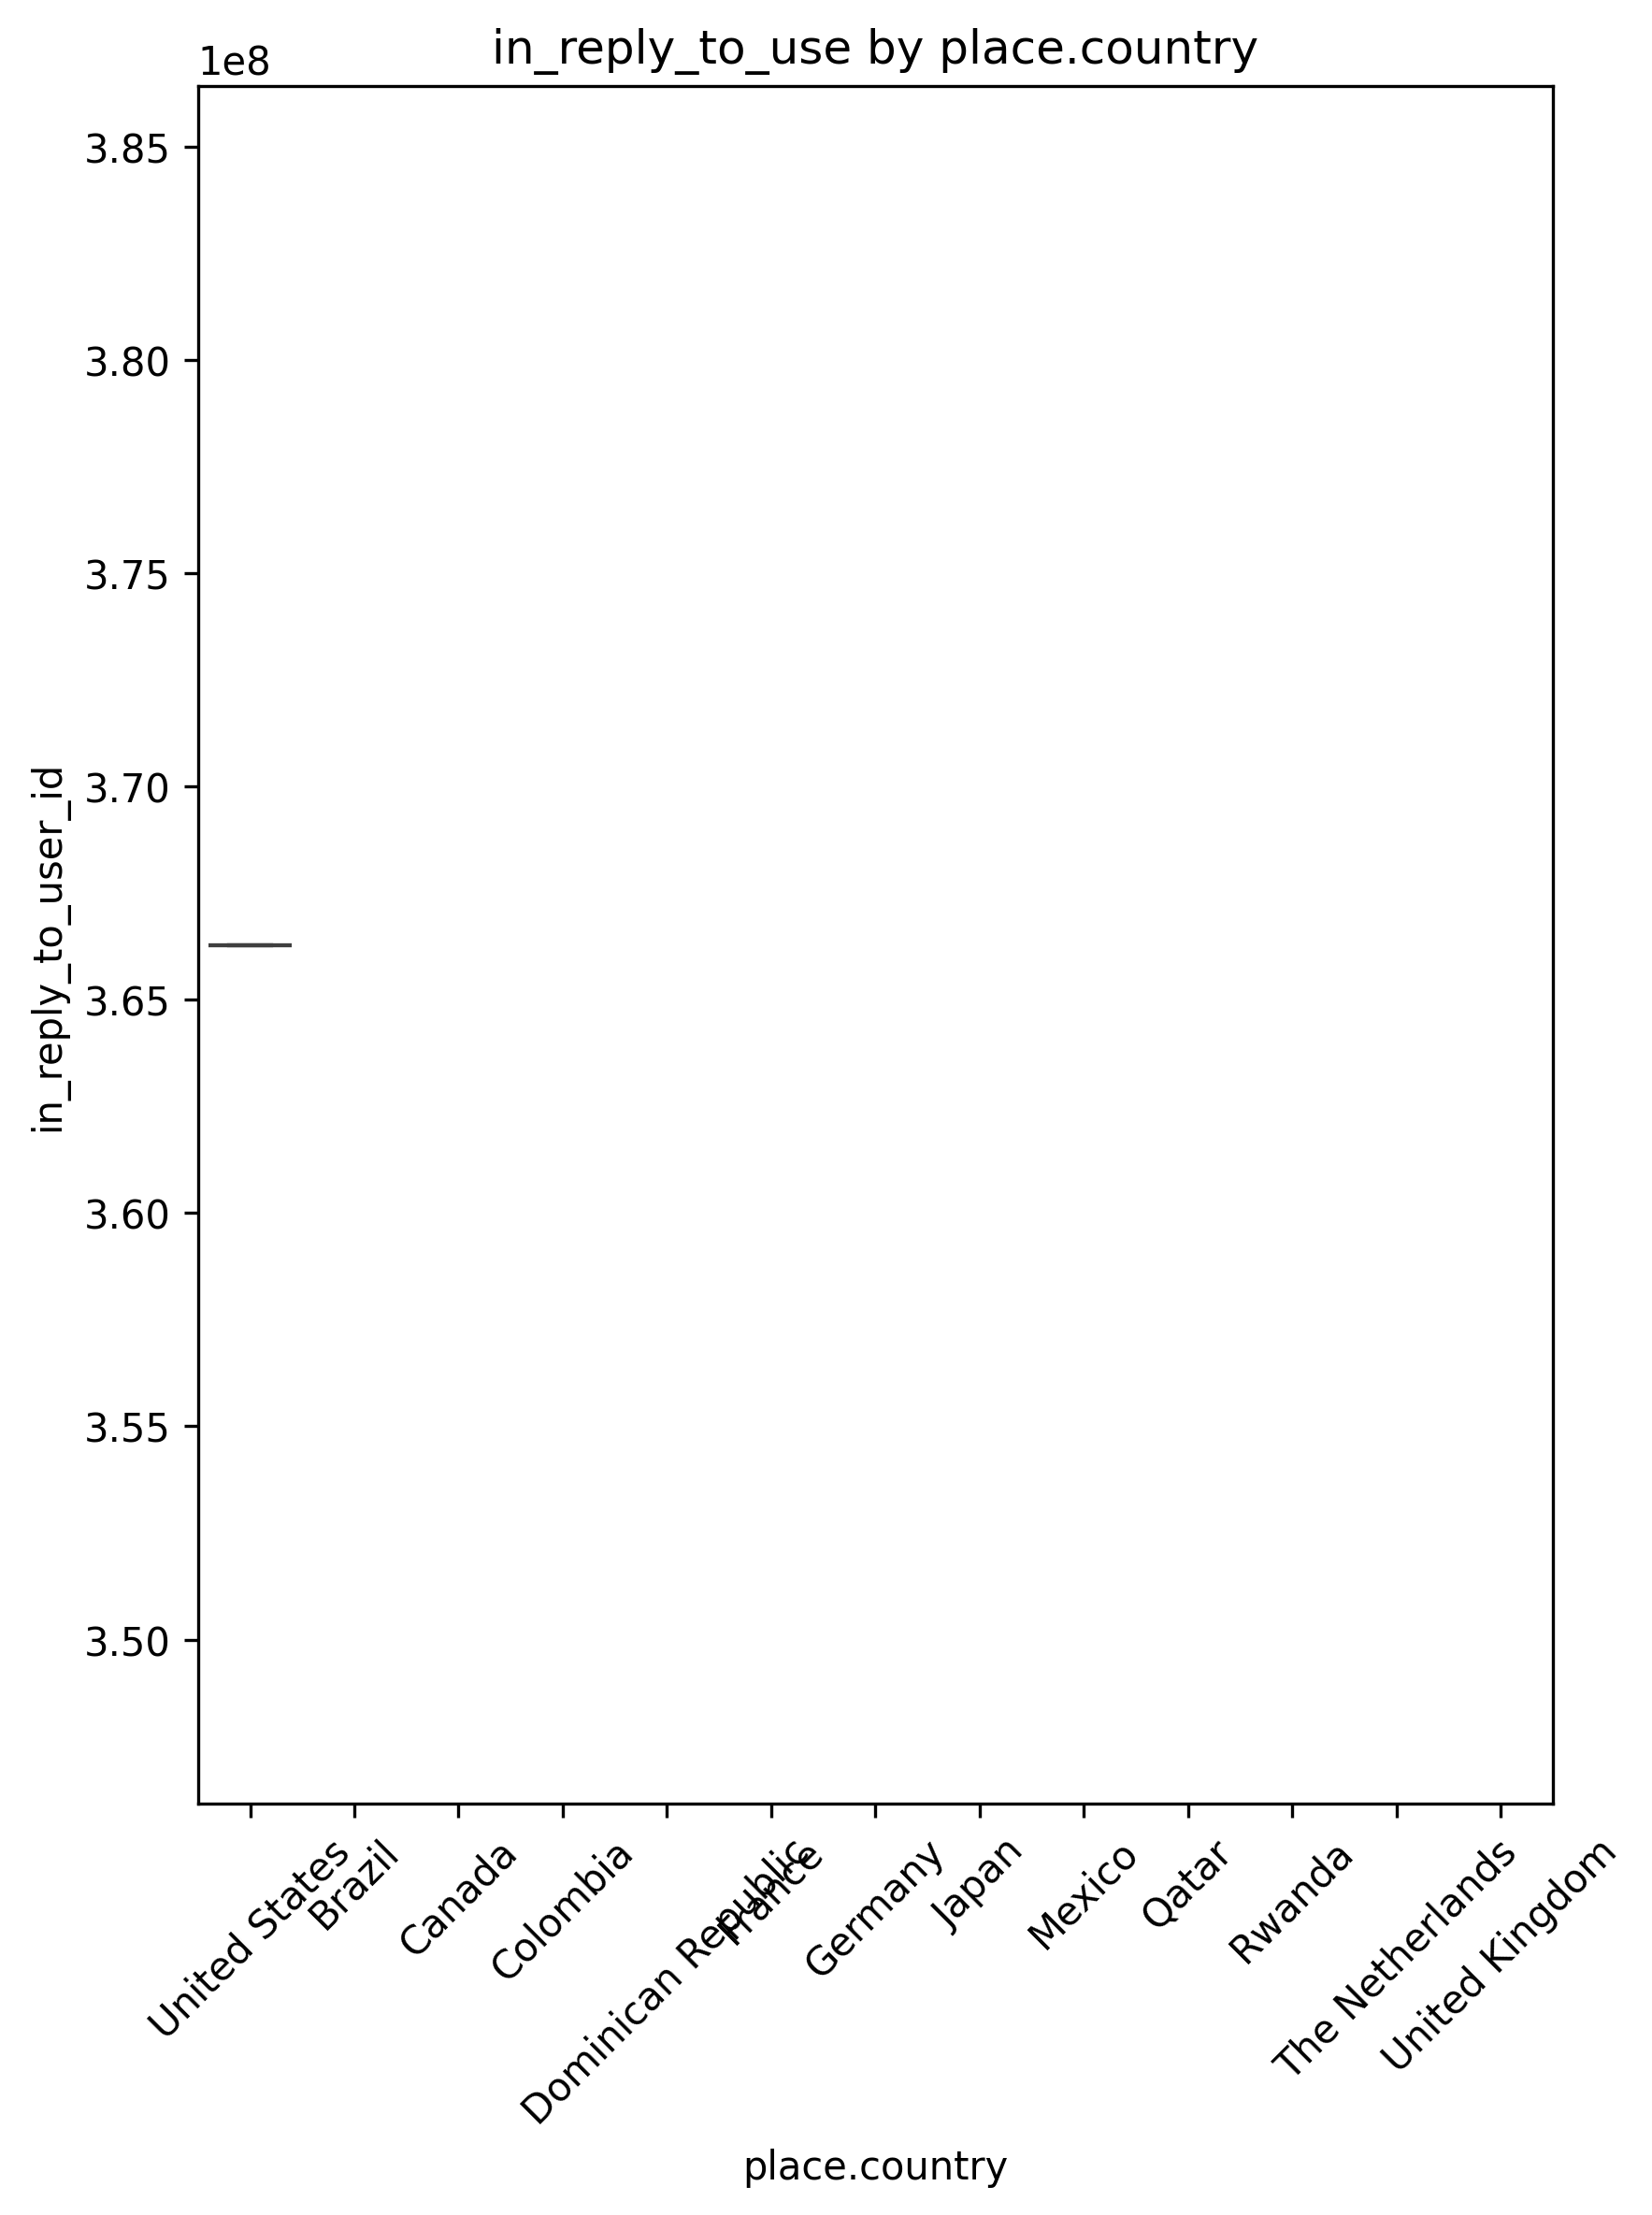 in_reply_to_use by place.country
1e8
3.85
3.80
3.75
3.70
3.65
3.60
3.55
3.50
in_reply_to_user_id
United States
Brazil
Canada
Colombia
Dominican Republic
France
Germany
Japan
Mexico
Qatar
Rwanda
The Netherlands
United Kingdom
place.country